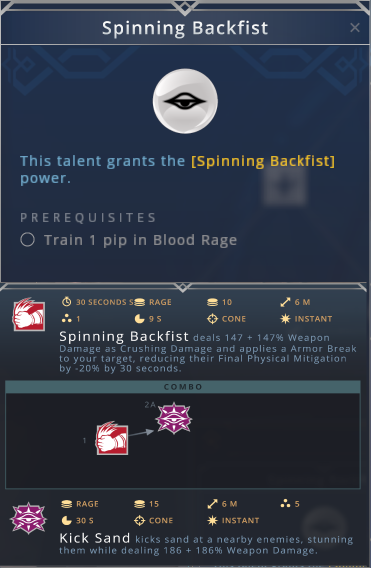 Spinning Backfist
×
This talent grants the [Spinning Backfist]
power.
PREREQUISITES
Train 1 pip in Blood Rage
30 SECONDS RAGE 10 6 M
1 9 S CONE INSTANT
Spinning Backfist deals 147 + 147% Weapon
Damage as Crushing Damage and applies a Armor Break
to your target, reducing their Final Physical Mitigation
by -20% by 30 seconds.
COMBO
2A
1
RAGE 15 6 M 5
30 S CONE INSTANT
Kick Sand kicks sand at a nearby enemies, stunning
them while dealing 186 + 186% Weapon Damage.